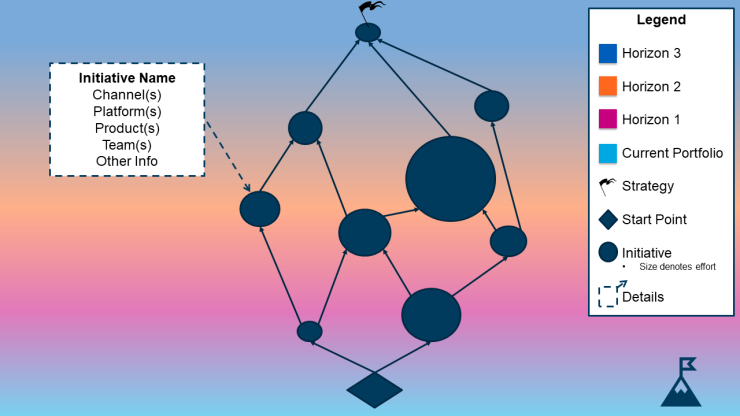 Initiative Name
Channel(s)
Platform(s)
Product(s)
Team(s)
Other Info
Legend
Horizon 3
Horizon 2
Horizon 1
Current Portfolio
Strategy
Start Point
Initiative
• Size denotes effort
Details